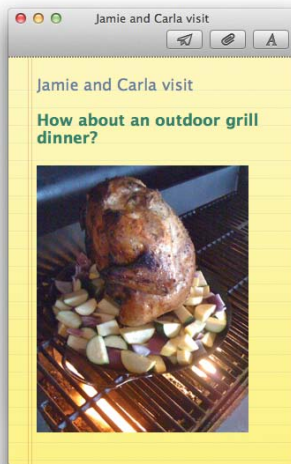 Jamie and Carla visit
A
Jamie and Carla visit
How about an outdoor grill
dinner?